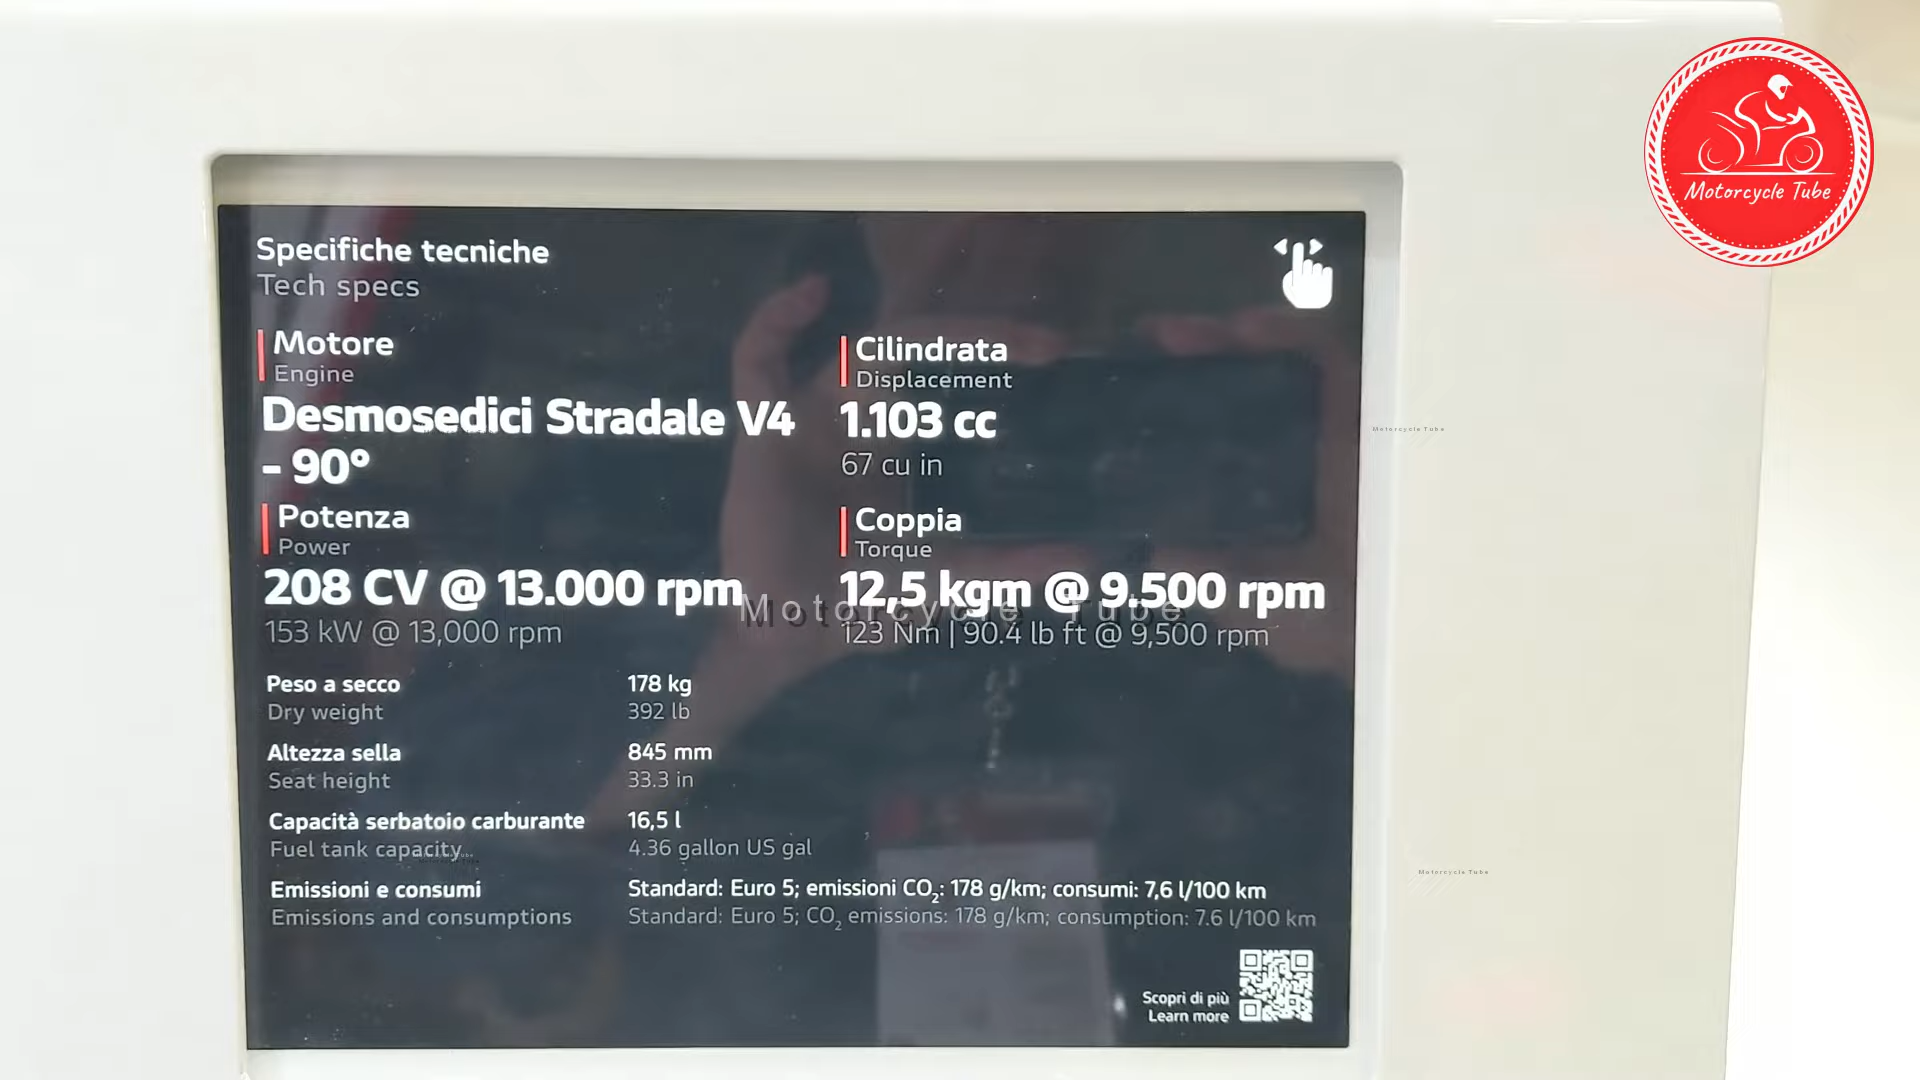 Motorcycle Tube
Specifiche tecniche
Tech specs
Motore
Engine
Desmosedici Stradale V4
- 90°
Cilindrata
Displacement
1.103 cc
67 cu in
Potenza
Power
208 CV @ 13.000 rpm
153 kW @ 13,000 rpm
Coppia
Torque
12,5 kgm @ 9.500 rpm
123 Nm | 90.4 lb ft @ 9,500 rpm
Motorcycle Tube
Peso a secco 178 kg
Dry weight 392 lb
Altezza sella 845 mm
Seat height 33.3 in
Capacità serbatoio carburante 16,5 l
Fuel tank capacity 4.36 gallon US gal
Emissioni e consumi Standard: Euro 5; emissioni CO₂: 178 g/km; consumi: 7,6 l/100 km
Emissions and consumptions Standard: Euro 5; CO₂ emissions: 178 g/km; consumption: 7.6 l/100 km
Scopri di più
Learn more
Motorcycle Tube
Motorcycle Tube
Motorcycle Tube